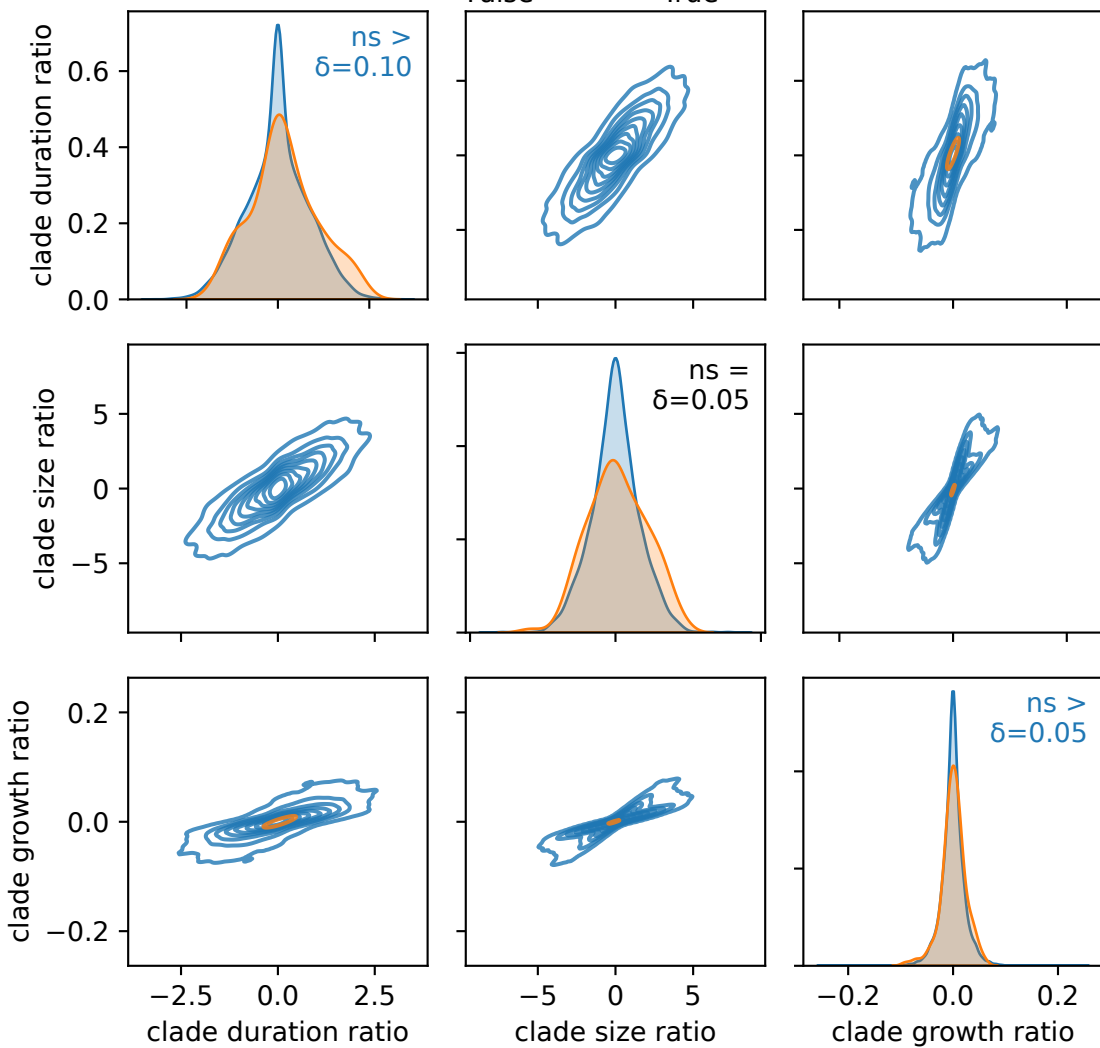 clade duration ratio
0.6
0.4
0.2
0.0
ns >
δ=0.10
clade size ratio
5
0
−5
ns =
δ=0.05
clade growth ratio
0.2
0.0
−0.2
ns >
δ=0.05
−2.5 0.0 2.5
−5 0 5
−0.2 0.0 0.2
clade duration ratio
clade size ratio
clade growth ratio